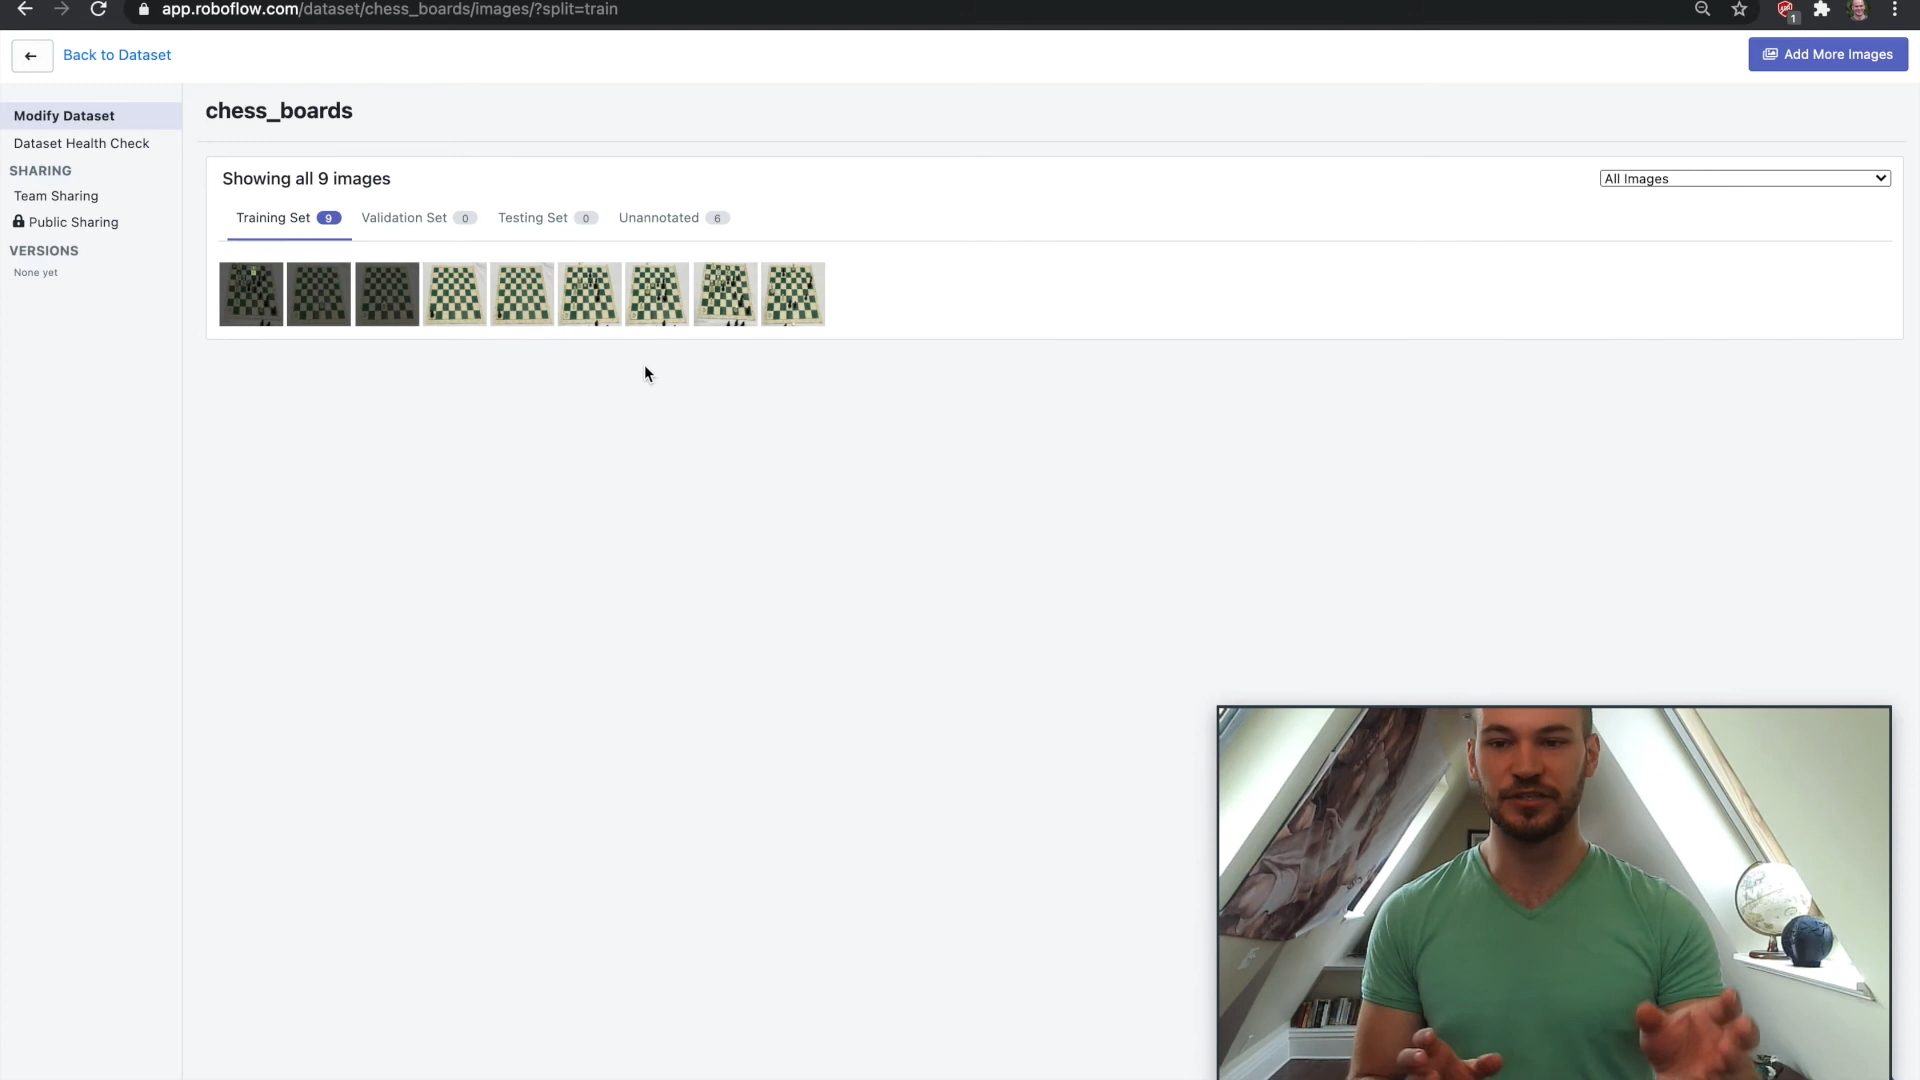 app.roboflow.com/dataset/chess_boards/images/?split=train
1
Back to Dataset
Add More Images
Modify Dataset
Dataset Health Check
SHARING
Team Sharing
Public Sharing
VERSIONS
None yet
chess_boards
Showing all 9 images
All Images
Training Set 9
Validation Set 0
Testing Set 0
Unannotated 6